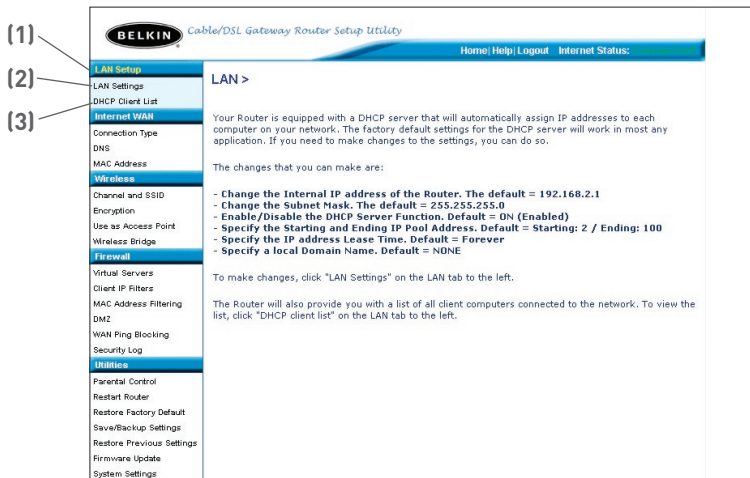 BELKIN
Cable/DSL Gateway Router Setup Utility
Home| Help| Logout Internet Status:
(1)
LAN Setup
(2)
LAN Settings
(3)
DHCP Client List
Internet WAN
Connection Type
DNS
MAC Address
Wireless
Channel and SSID
Encryption
Use as Access Point
Wireless Bridge
Firewall
Virtual Servers
Client IP Filters
MAC Address Filtering
DMZ
WAN Ping Blocking
Security Log
Utilities
Parental Control
Restart Router
Restore Factory Default
Save/Backup Settings
Restore Previous Settings
Firmware Update
System Settings
LAN >
Your Router is equipped with a DHCP server that will automatically assign IP addresses to each
computer on your network. The factory default settings for the DHCP server will work in most any
application. If you need to make changes to the settings, you can do so.
The changes that you can make are:
- Change the Internal IP address of the Router. The default = 192.168.2.1
- Change the Subnet Mask. The default = 255.255.255.0
- Enable/Disable the DHCP Server Function. Default = ON (Enabled)
- Specify the Starting and Ending IP Pool Address. Default = Starting: 2 / Ending: 100
- Specify the IP address Lease Time. Default = Forever
- Specify a local Domain Name. Default = NONE
To make changes, click "LAN Settings" on the LAN tab to the left.
The Router will also provide you with a list of all client computers connected to the network. To view the
list, click "DHCP client list" on the LAN tab to the left.